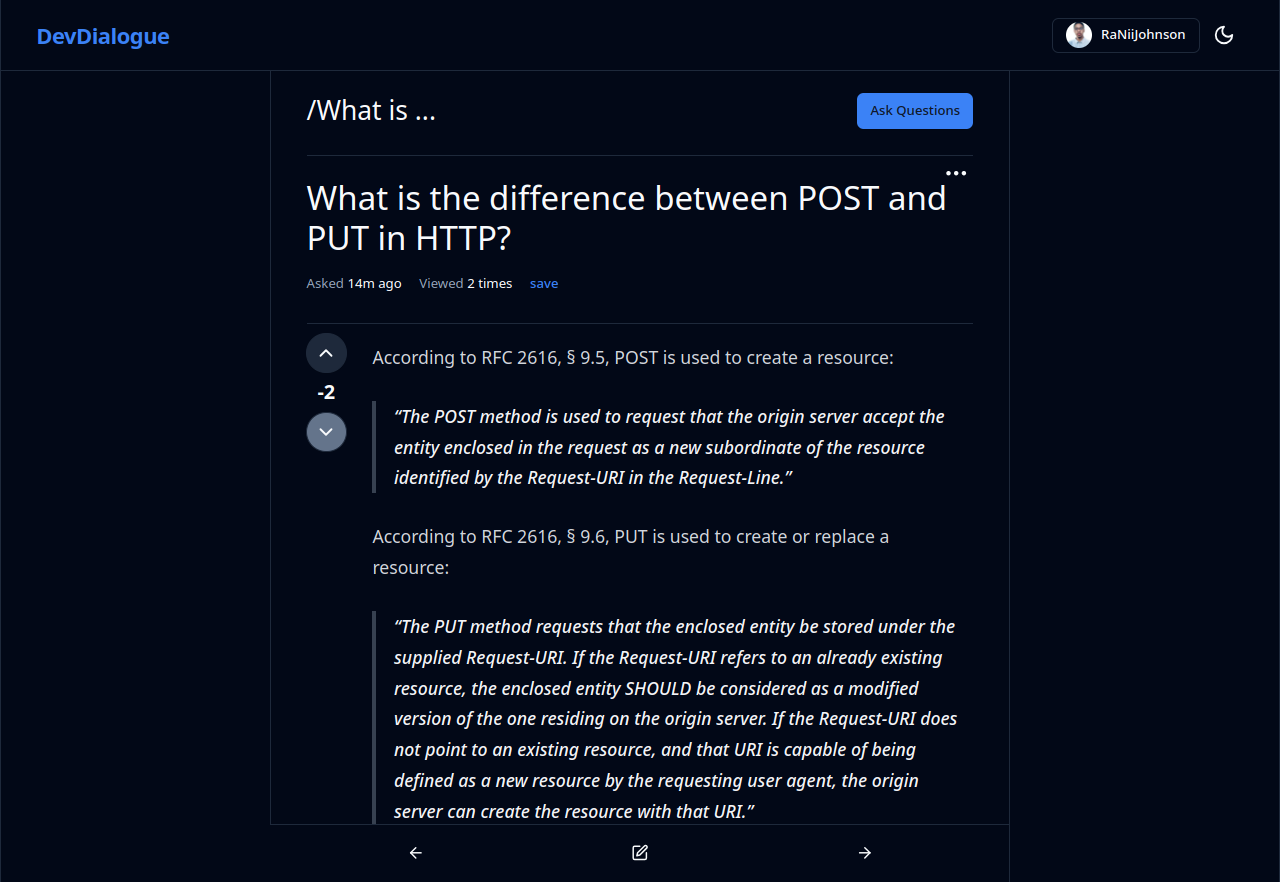 DevDialogue
RaNiiJohnson
/What is ...
Ask Questions
What is the difference between POST and
PUT in HTTP?
Asked 14m ago Viewed 2 times save
According to RFC 2616, § 9.5, POST is used to create a resource:
-2
“The POST method is used to request that the origin server accept the
entity enclosed in the request as a new subordinate of the resource
identified by the Request-URI in the Request-Line.”
According to RFC 2616, § 9.6, PUT is used to create or replace a
resource:
“The PUT method requests that the enclosed entity be stored under the
supplied Request-URI. If the Request-URI refers to an already existing
resource, the enclosed entity SHOULD be considered as a modified
version of the one residing on the origin server. If the Request-URI does
not point to an existing resource, and that URI is capable of being
defined as a new resource by the requesting user agent, the origin
server can create the resource with that URI.”